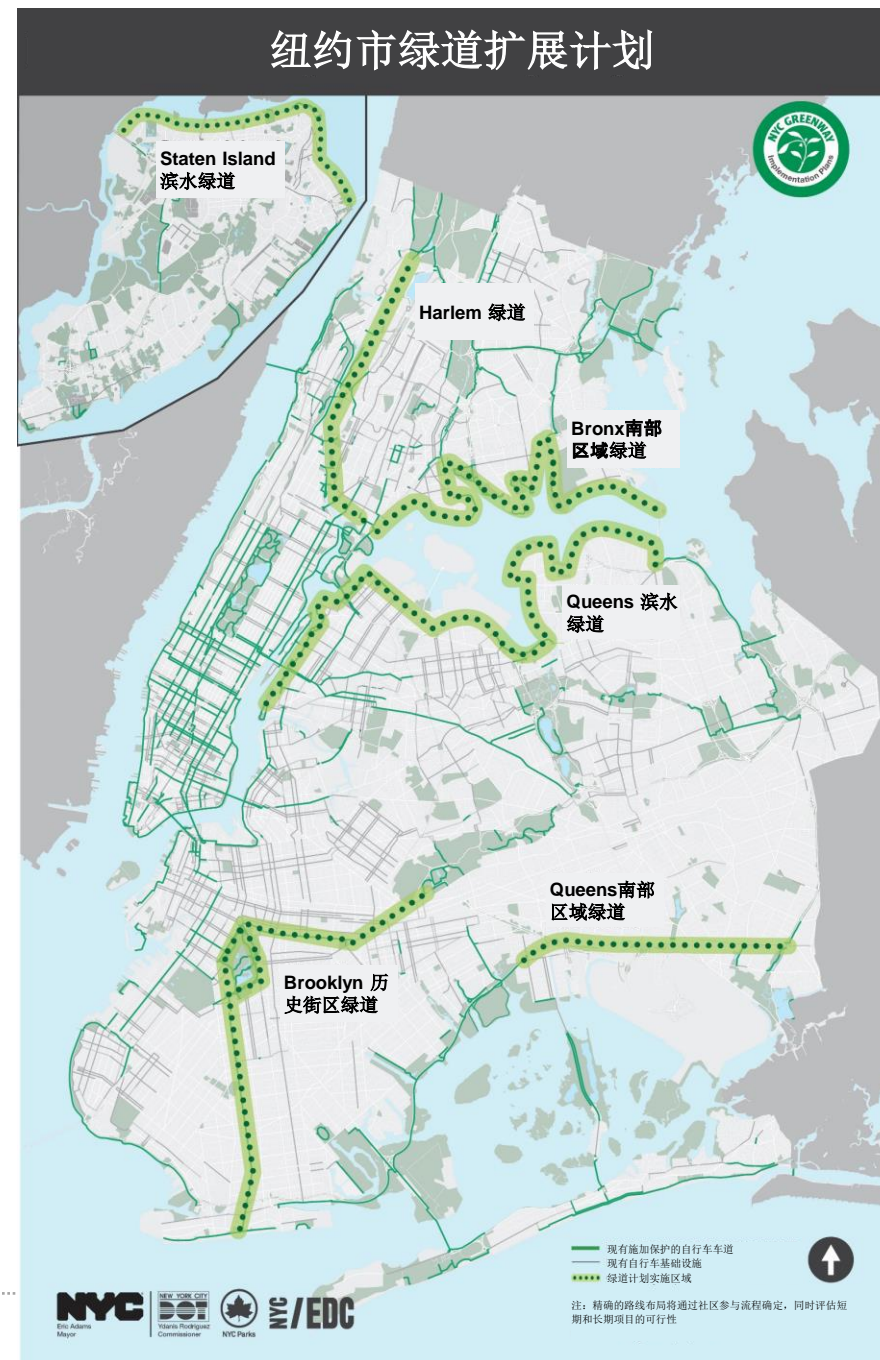 纽约市绿道扩展计划
NYC GREENWAY
Implementation Plans
Staten Island
滨水绿道
Harlem 绿道
Bronx南部
区域绿道
Queens 滨水
绿道
Queens南部
区域绿道
Brooklyn 历
史街区绿道
现有施加保护的自行车车道
现有自行车基础设施
绿道计划实施区域
注：精确的路线布局将通过社区参与流程确定，同时评估短
期和长期项目的可行性
NYC
Eric Adams
Mayor
NEW YORK CITY
DOT
Ydanis Rodriguez
Commissioner
NYC Parks
NYC/EDC